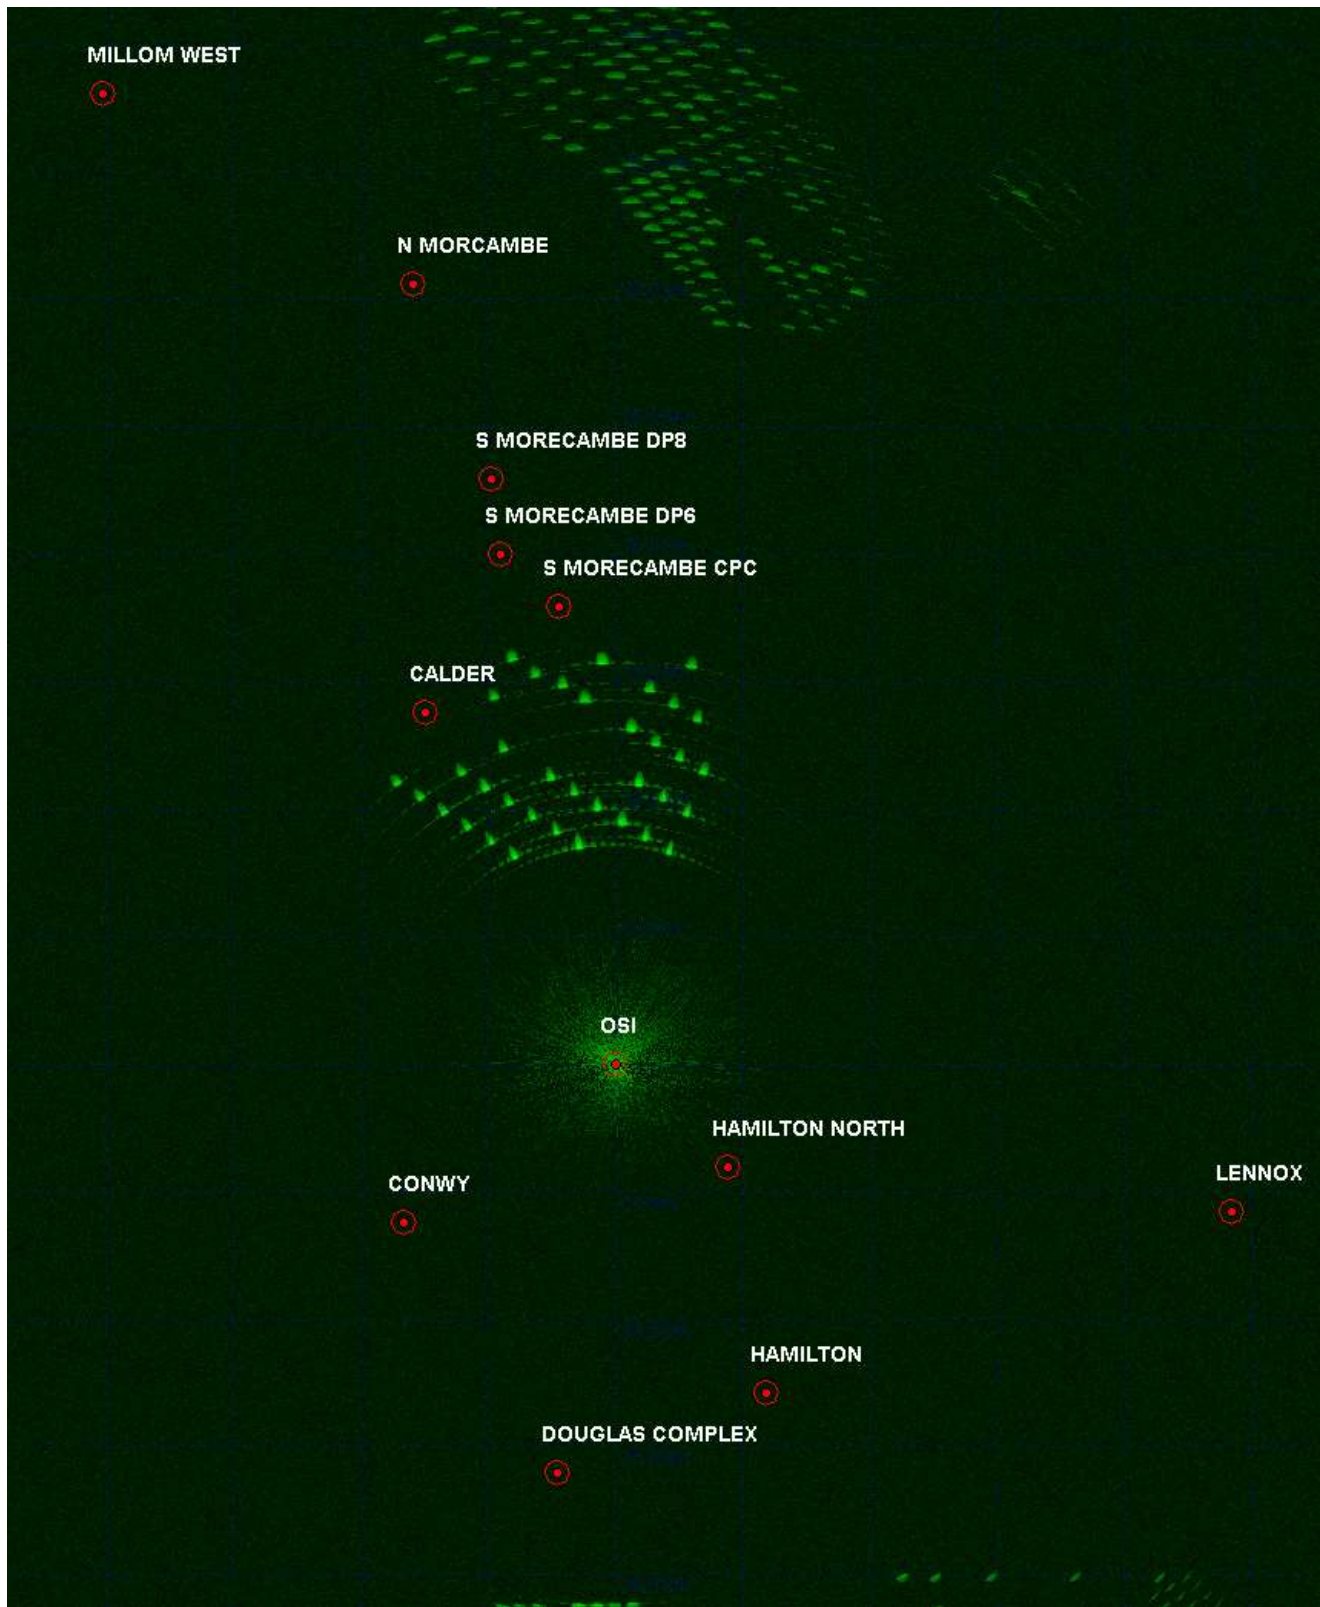 MILLOM WEST
N MORCAMBE
S MORECAMBE DP8
S MORECAMBE DP6
S MORECAMBE CPC
CALDER
OSI
HAMILTON NORTH
LENNOX
CONWY
HAMILTON
DOUGLAS COMPLEX